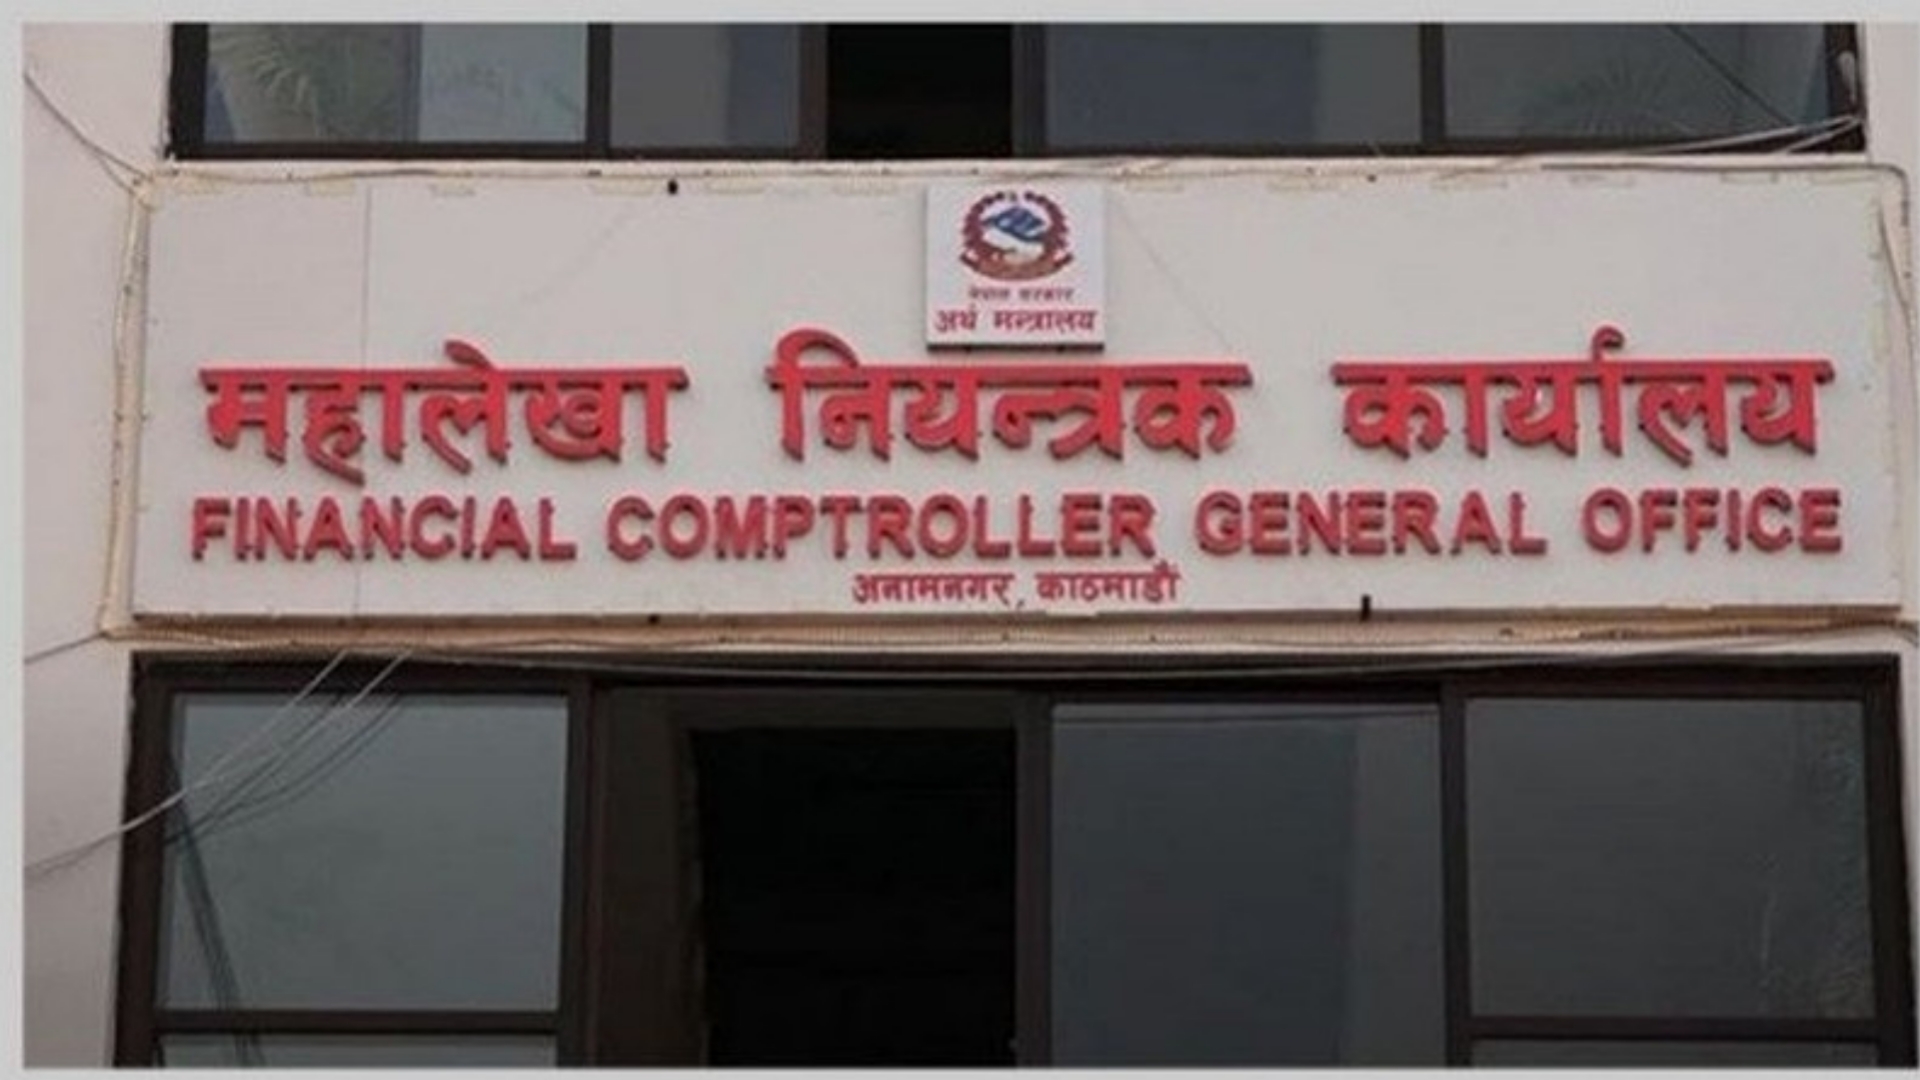 नेपाल सरकार
अर्थ मन्त्रालय
महालेखा नियन्त्रक कार्यालय
FINANCIAL COMPTROLLER GENERAL OFFICE
अनामनगर, काठमाडौं